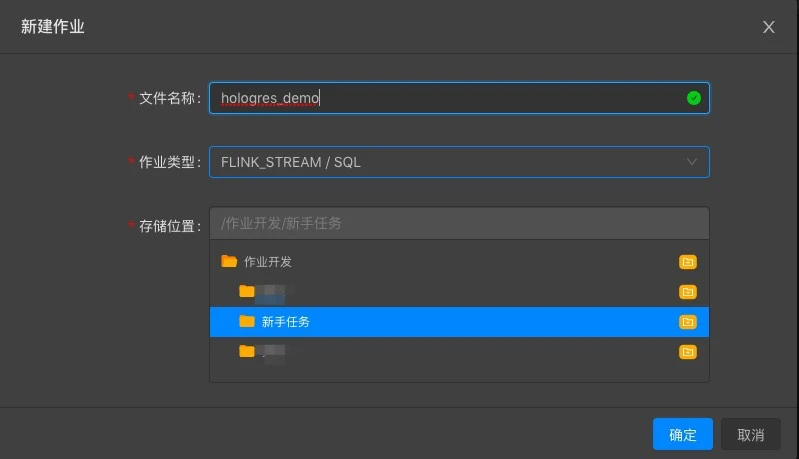 新建作业
* 文件名称： hologres_demo
* 作业类型： FLINK_STREAM / SQL
* 存储位置： /作业开发/新手任务
作业开发
新手任务
确定 取消